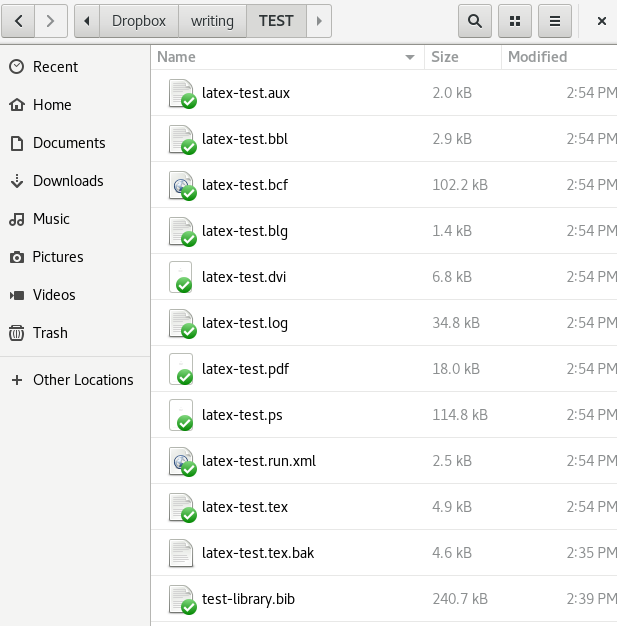 Dropbox writing TEST
Name Size Modified
Recent
Home
Documents
Downloads
Music
Pictures
Videos
Trash
Other Locations
latex-test.aux 2.0 kB 2:54 PM
latex-test.bbl 2.9 kB 2:54 PM
latex-test.bcf 102.2 kB 2:54 PM
latex-test.blg 1.4 kB 2:54 PM
latex-test.dvi 6.8 kB 2:54 PM
latex-test.log 34.8 kB 2:54 PM
latex-test.pdf 18.0 kB 2:54 PM
latex-test.ps 114.8 kB 2:54 PM
latex-test.run.xml 2.5 kB 2:54 PM
latex-test.tex 4.9 kB 2:54 PM
latex-test.tex.bak 4.6 kB 2:35 PM
test-library.bib 240.7 kB 2:39 PM